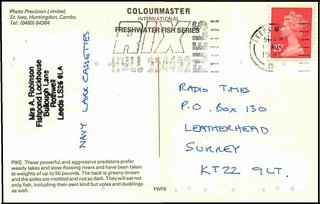 Photo Precision Limited,
St. Ives, Huntingdon, Cambs.
Tel: (0480) 64364
COLOURMASTER
INTERNATIONAL
FRESHWATER FISH SERIES
RIX
Mrs A. Robinson
Fishpond Lockhouse
Lane
Rothwell
Leeds LS26 8LA
NAVY LARK CASSETTES
RADIO TIMES
P.O. BOX 130
LEATHERHEAD
SURREY
KT22 9LT.
PIKE. These powerful and aggressive predators prefer
weedy lakes and slow-flowing rivers and have been taken
at weights of up to 50 pounds. The back is greeny-brown
and the sides are mottled and not so dark. They will eat not
only fish, including their own kind but voles and ducklings
as well.
FWF8